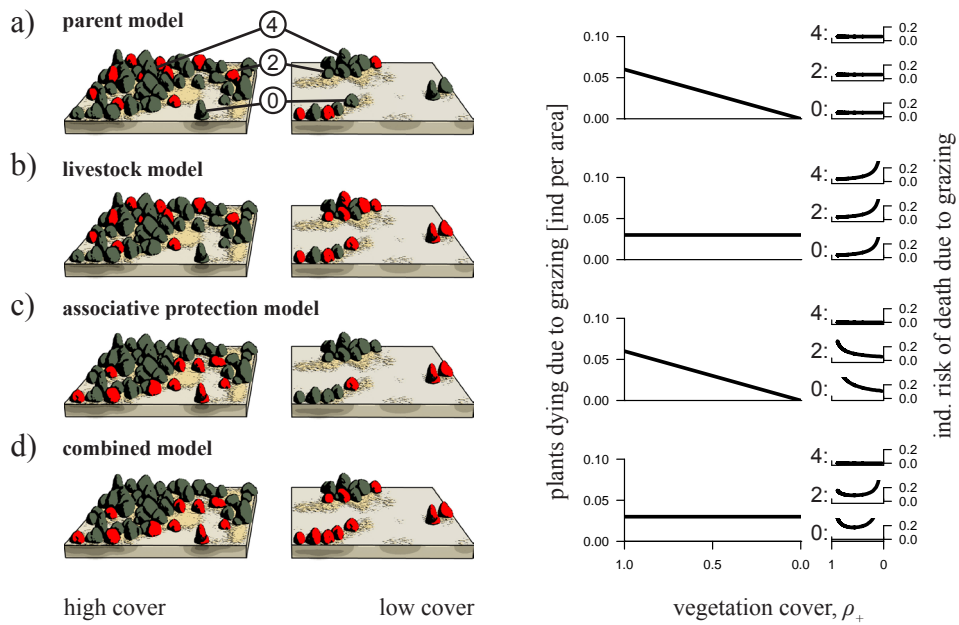 a) parent model
4
2
0
b) livestock model
c) associative protection model
d) combined model
high cover
low cover
plants dying due to grazing [ind per area]
0.10
0.05
0.00
0.10
0.05
0.00
0.10
0.05
0.00
0.10
0.05
0.00
1.0 0.5 0.0
vegetation cover, ρ₊
4: 0.2 0.0
2: 0.2 0.0
0: 0.2 0.0
4: 0.2 0.0
2: 0.2 0.0
0: 0.2 0.0
4: 0.2 0.0
2: 0.2 0.0
0: 0.2 0.0
4: 0.2 0.0
2: 0.2 0.0
0: 0.2 0.0
1 0
ind. risk of death due to grazing